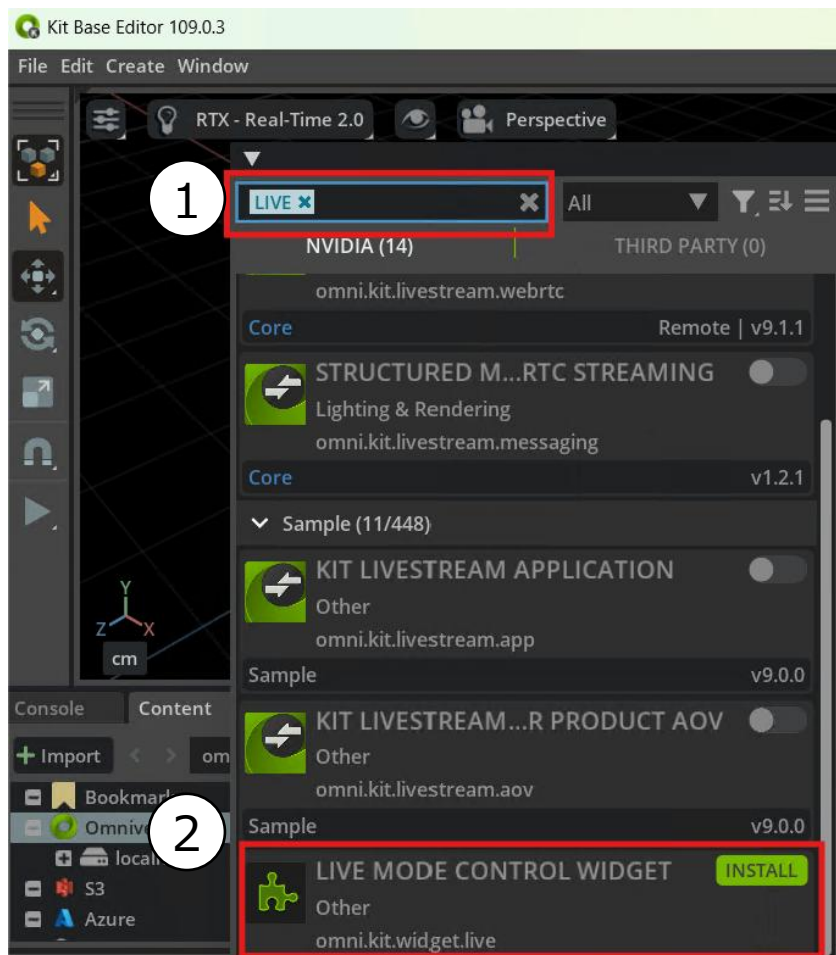 Kit Base Editor 109.0.3
File Edit Create Window
RTX - Real-Time 2.0
Perspective
1
LIVE
All
NVIDIA (14)
THIRD PARTY (0)
omni.kit.livestream.webrtc
Core
Remote | v9.1.1
STRUCTURED M...RTC STREAMING
Lighting & Rendering
omni.kit.livestream.messaging
Core
v1.2.1
Sample (11/448)
KIT LIVESTREAM APPLICATION
Other
omni.kit.livestream.app
Sample
v9.0.0
KIT LIVESTREAM...R PRODUCT AOV
Other
omni.kit.livestream.aov
Sample
v9.0.0
2
LIVE MODE CONTROL WIDGET
INSTALL
Other
omni.kit.widget.live
Y
Z
X
cm
Console
Content
Import
om
Bookmark
Omniv
local
S3
Azure